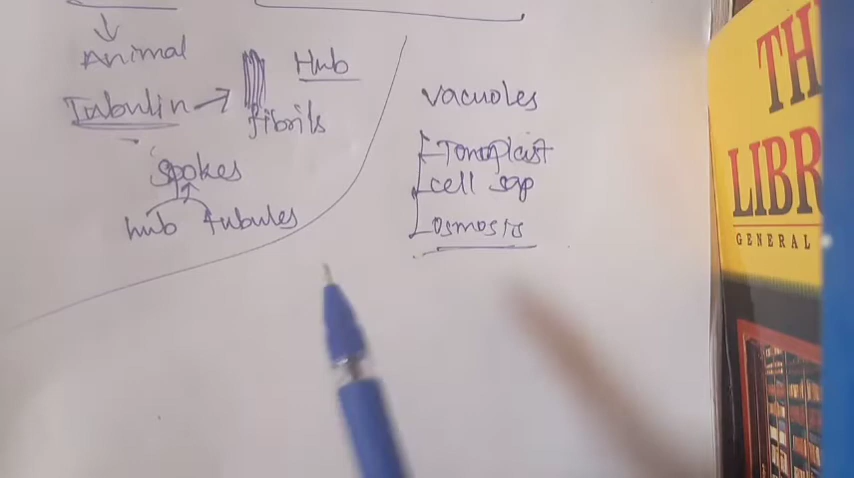 Animal
Tubulin
Hub
fibrils
Spokes
hub tubules
vacuoles
Tonoplast
cell sap
osmosis
TH
LIBR
GENERAL